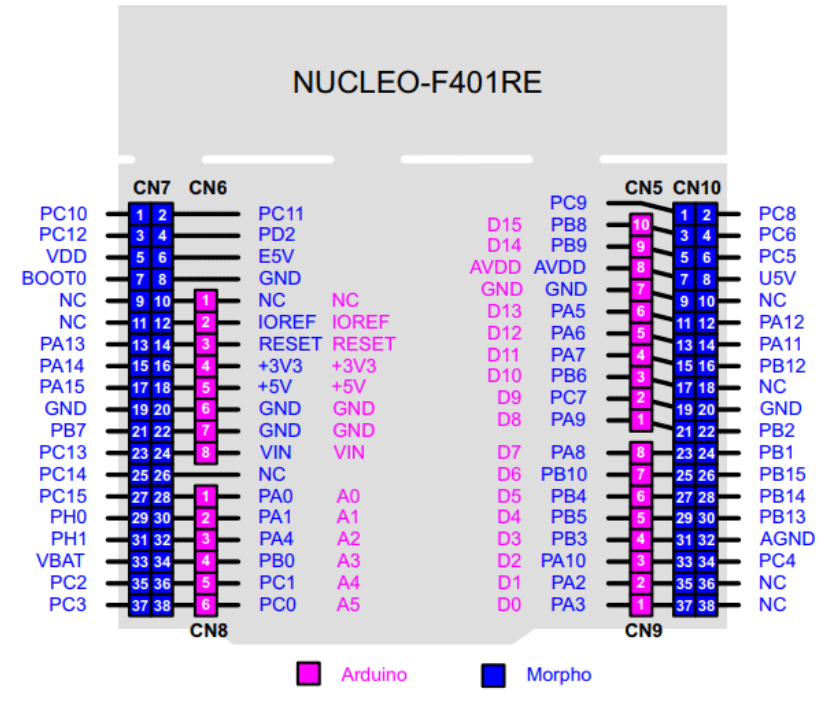 NUCLEO-F401RE
CN7 CN6 CN5 CN10
PC9
PC10 1 2 PC11 1 2 PC8
PC12 3 4 PD2 D15 PB8 10 3 4 PC6
VDD 5 6 E5V D14 PB9 9 5 6 PC5
BOOT0 7 8 GND AVDD AVDD 8 7 8 U5V
NC 9 10 1 NC NC GND GND 7 9 10 NC
NC 11 12 2 IOREF IOREF D13 PA5 6 11 12 PA12
PA13 13 14 3 RESET RESET D12 PA6 5 13 14 PA11
PA14 15 16 4 +3V3 +3V3 D11 PA7 4 15 16 PB12
PA15 17 18 5 +5V +5V D10 PB6 3 17 18 NC
GND 19 20 6 GND GND D9 PC7 2 19 20 GND
PB7 21 22 7 GND GND D8 PA9 1 21 22 PB2
PC13 23 24 8 VIN VIN D7 PA8 8 23 24 PB1
PC14 25 26 NC D6 PB10 7 25 26 PB15
PC15 27 28 1 PA0 A0 D5 PB4 6 27 28 PB14
PH0 29 30 2 PA1 A1 D4 PB5 5 29 30 PB13
PH1 31 32 3 PA4 A2 D3 PB3 4 31 32 AGND
VBAT 33 34 4 PB0 A3 D2 PA10 3 33 34 PC4
PC2 35 36 5 PC1 A4 D1 PA2 2 35 36 NC
PC3 37 38 6 PC0 A5 D0 PA3 1 37 38 NC
CN8 CN9
Arduino Morpho